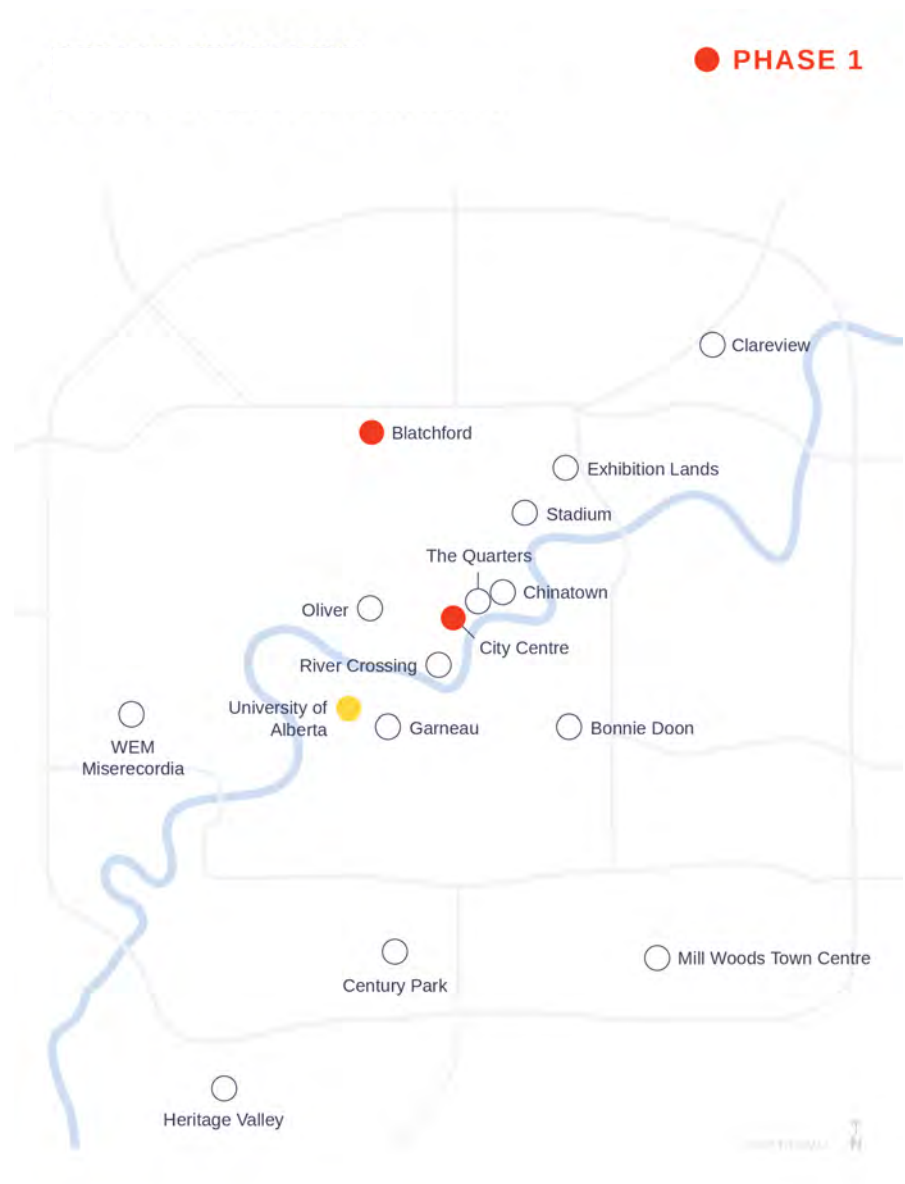 PHASE 1
Clareview
Blatchford
Exhibition Lands
Stadium
The Quarters
Chinatown
Oliver
City Centre
River Crossing
University of
Alberta
Garneau
Bonnie Doon
WEM
Miserecordia
Century Park
Mill Woods Town Centre
Heritage Valley
N